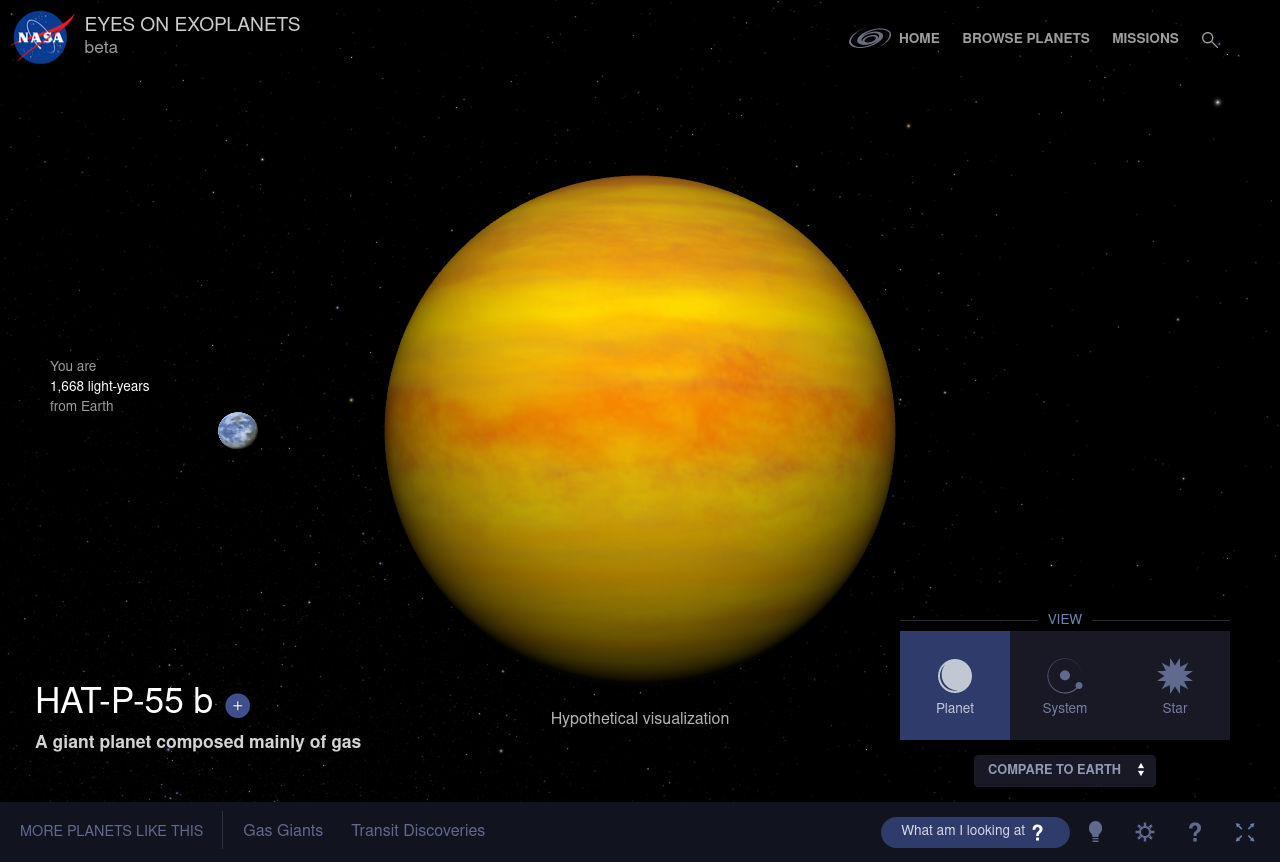 NASA
EYES ON EXOPLANETS
beta
HOME
BROWSE PLANETS
MISSIONS
You are
1,668 light-years
from Earth
HAT-P-55 b +
A giant planet composed mainly of gas
Hypothetical visualization
VIEW
Planet
System
Star
COMPARE TO EARTH
MORE PLANETS LIKE THIS
Gas Giants
Transit Discoveries
What am I looking at ?
?